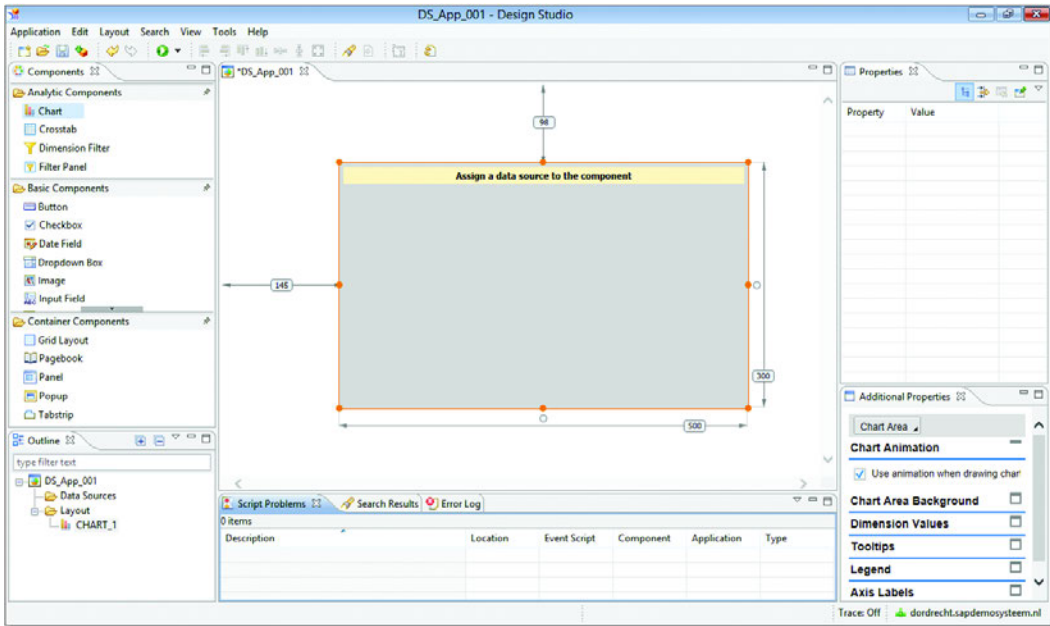 DS_App_001 - Design Studio
Application Edit Layout Search View Tools Help
Components
Analytic Components
Chart
Crosstab
Dimension Filter
Filter Panel
Basic Components
Button
Checkbox
Date Field
Dropdown Box
Image
Input Field
Container Components
Grid Layout
Pagebook
Panel
Popup
Tabstrip
Outline
type filter text
DS_App_001
Data Sources
Layout
CHART_1
*DS_App_001
98
Assign a data source to the component
145
300
500
Script Problems Search Results Error Log
0 items
Description Location Event Script Component Application Type
Properties
Property Value
Additional Properties
Chart Area
Chart Animation
Use animation when drawing char
Chart Area Background
Dimension Values
Tooltips
Legend
Axis Labels
Trace: Off dordrecht.sapdemosysteem.nl